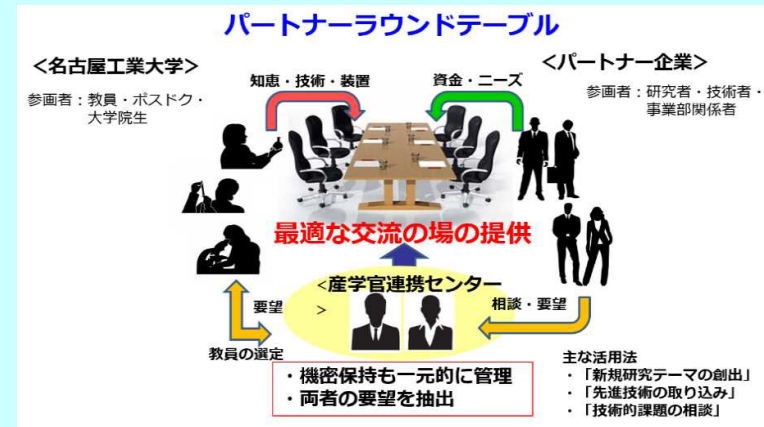 パートナーラウンドテーブル
＜名古屋工業大学＞
参画者：教員・ポスドク・
大学院生
知恵・技術・装置
資金・ニーズ
＜パートナー企業＞
参画者：研究者・技術者・
事業部関係者
最適な交流の場の提供
<産学官連携センター
>
要望
相談・要望
教員の選定
・機密保持も一元的に管理
・両者の要望を抽出
主な活用法
・「新規研究テーマの創出」
・「先進技術の取り込み」
・「技術的課題の相談」